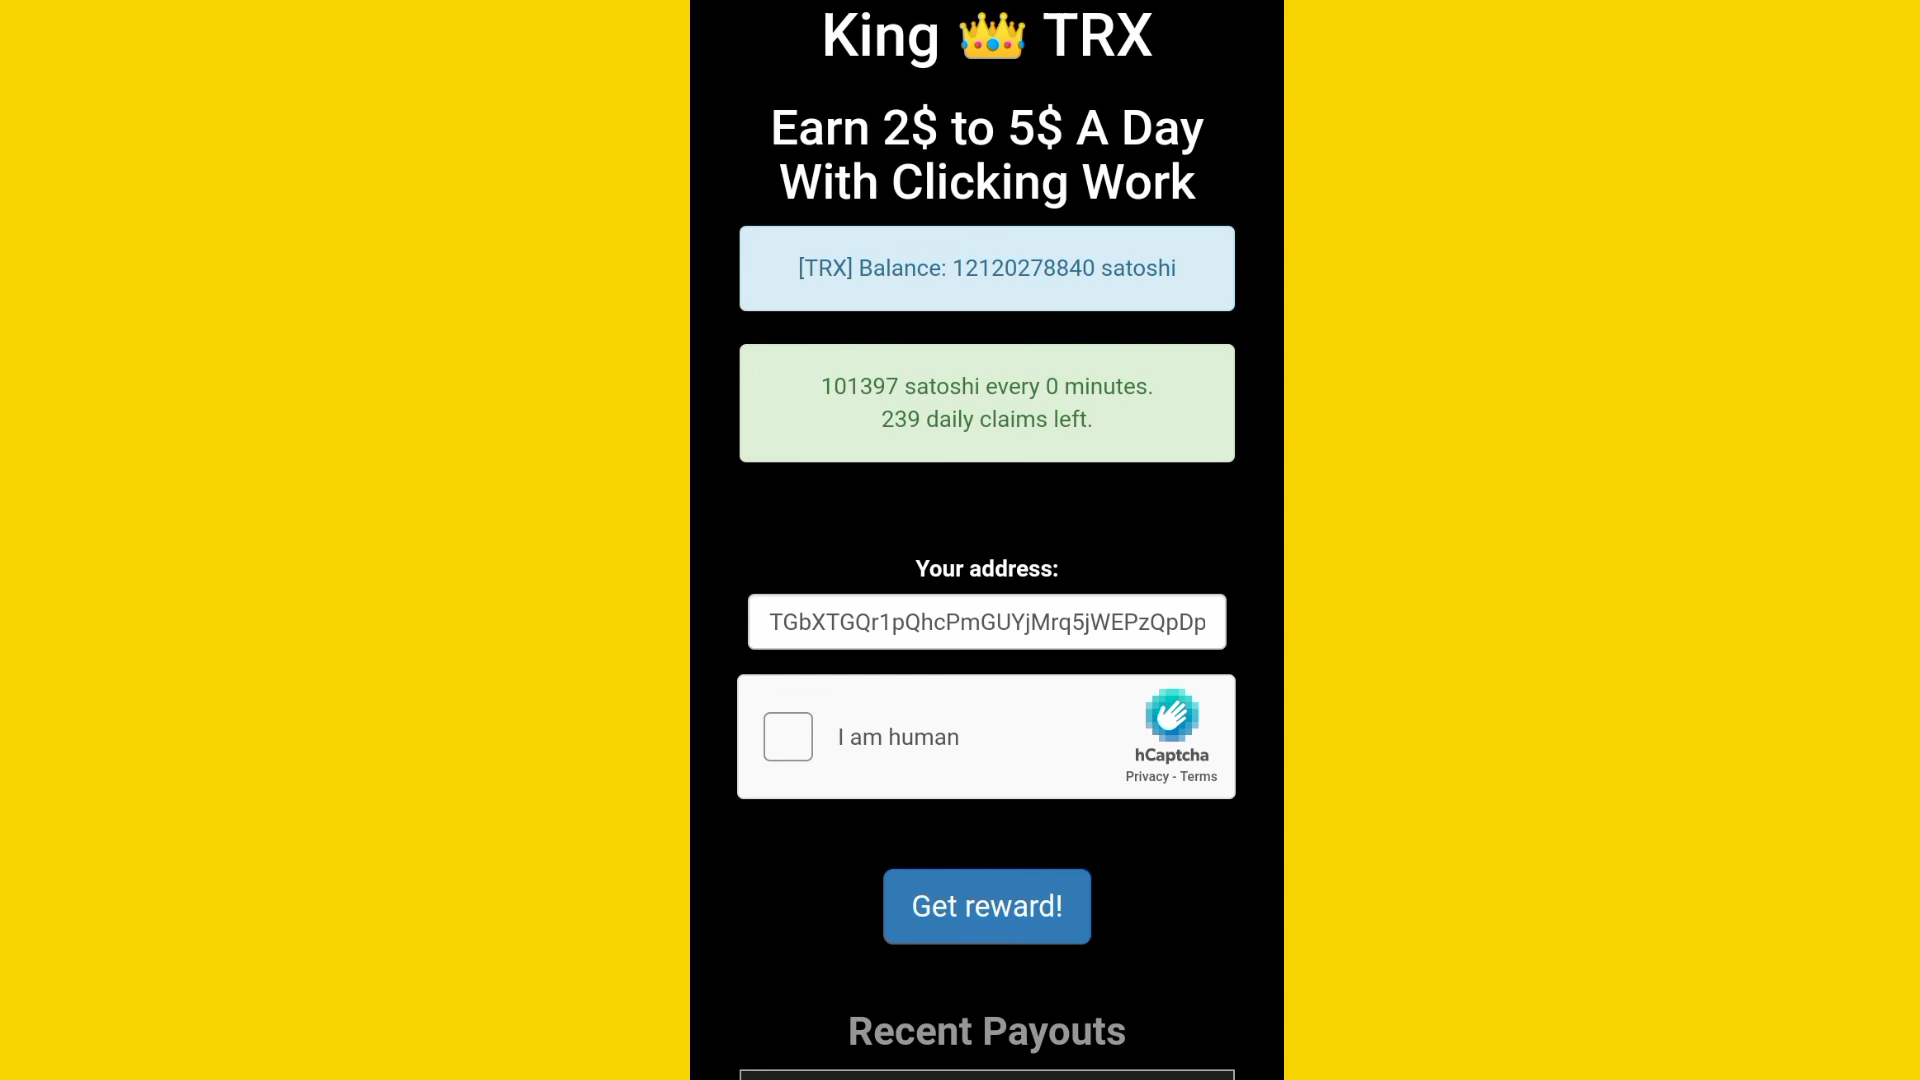 King 👑 TRX
Earn 2$ to 5$ A Day
With Clicking Work
[TRX] Balance: 12120278840 satoshi
101397 satoshi every 0 minutes.
239 daily claims left.
Your address:
TGbXTGQr1pQhcPmGUYjMrq5jWEPzQpDp
I am human
hCaptcha
Privacy - Terms
Get reward!
Recent Payouts